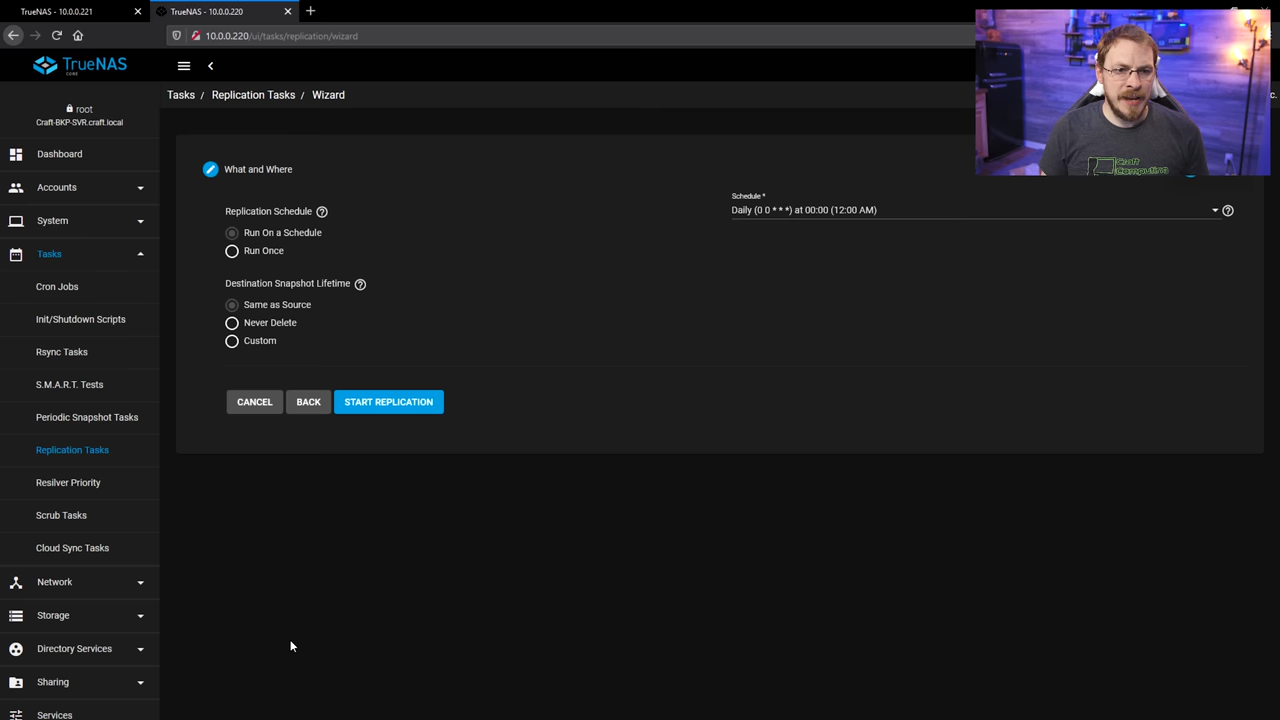 TrueNAS - 10.0.0.221
TrueNAS - 10.0.0.220
10.0.0.220/ui/tasks/replication/wizard
TrueNAS
CORE
root
Craft-BKP-SVR.craft.local
Tasks / Replication Tasks / Wizard
Craft
Computing
Dashboard
Accounts
System
Tasks
Cron Jobs
Init/Shutdown Scripts
Rsync Tasks
S.M.A.R.T. Tests
Periodic Snapshot Tasks
Replication Tasks
Resilver Priority
Scrub Tasks
Cloud Sync Tasks
Network
Storage
Directory Services
Sharing
Services
What and Where
Replication Schedule
Run On a Schedule
Run Once
Schedule *
Daily (0 0 * * *) at 00:00 (12:00 AM)
Destination Snapshot Lifetime
Same as Source
Never Delete
Custom
CANCEL
BACK
START REPLICATION